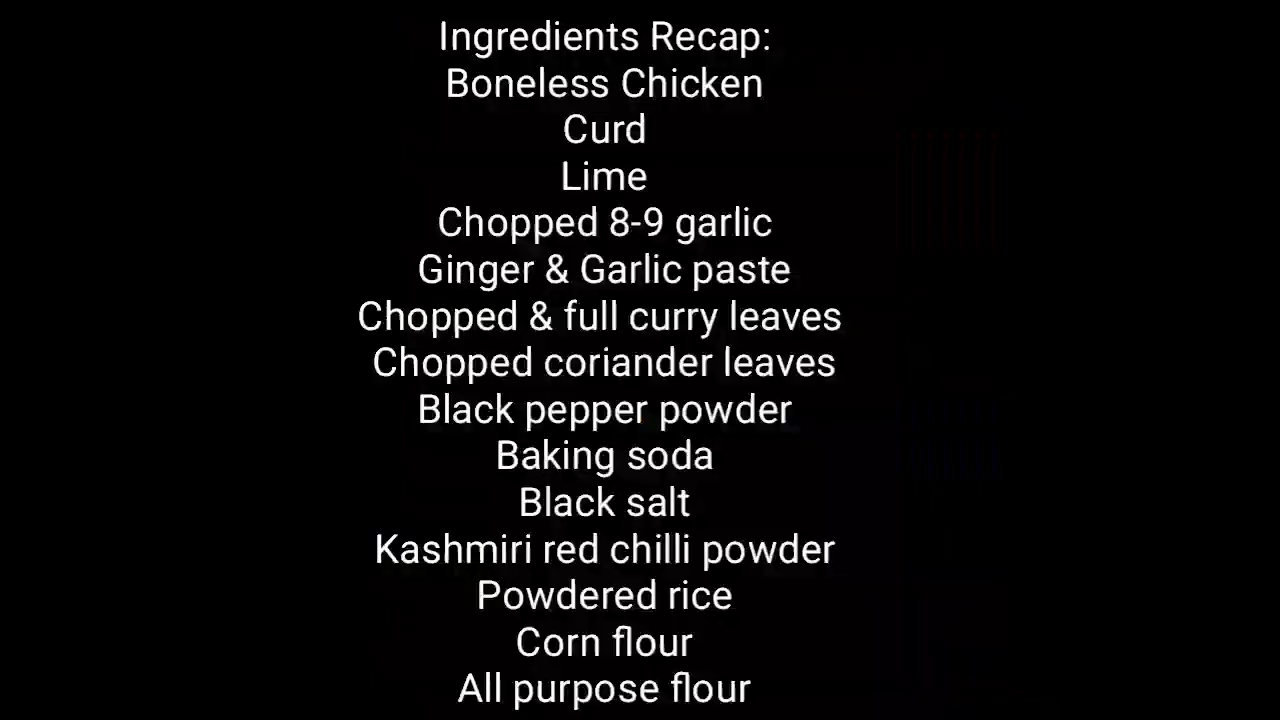 Ingredients Recap:
Boneless Chicken
Curd
Lime
Chopped 8-9 garlic
Ginger & Garlic paste
Chopped & full curry leaves
Chopped coriander leaves
Black pepper powder
Baking soda
Black salt
Kashmiri red chilli powder
Powdered rice
Corn flour
All purpose flour